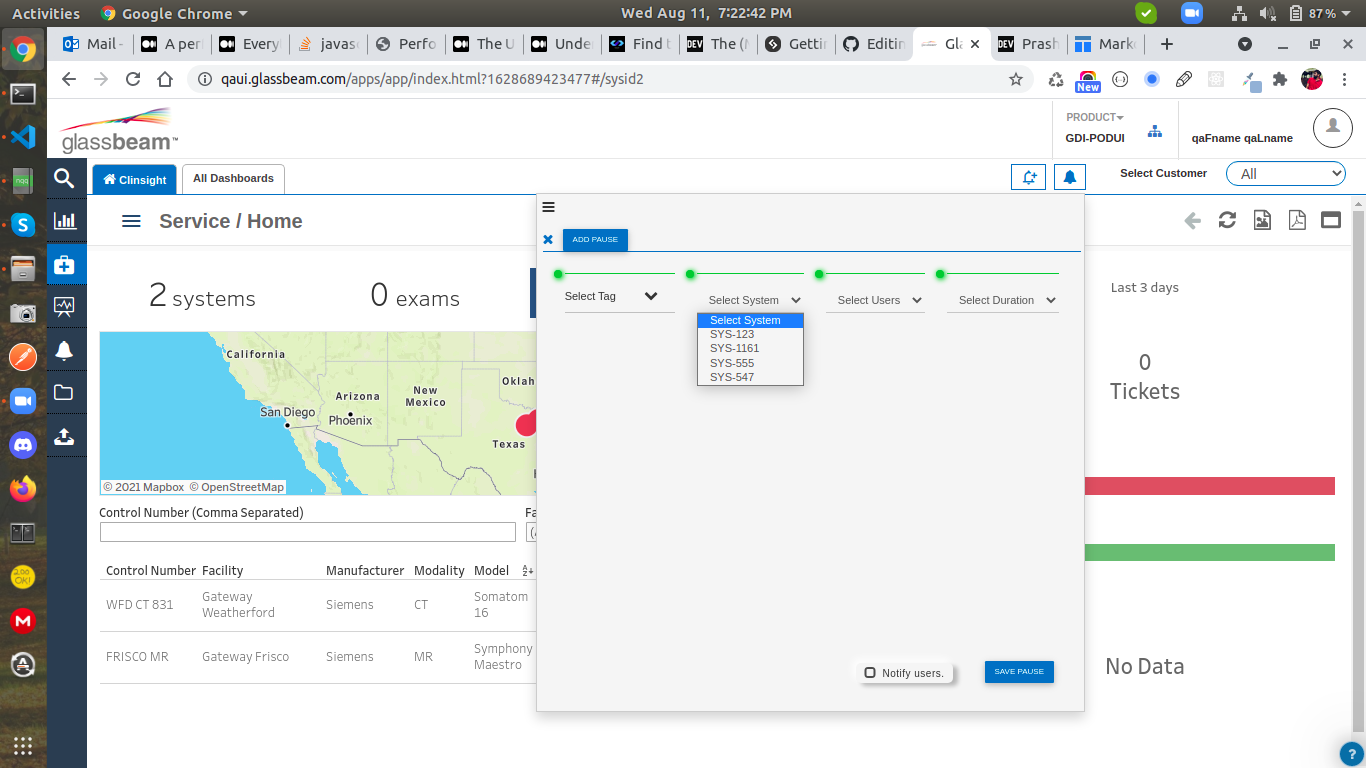 Activities
Google Chrome
Wed Aug 11, 7:22:42 PM
87%
Mail -
A per
Every
javas
Perfo
The U
Unde
Find t
DEV
The (
Gettin
Editin
Gl
DEV
Prash
Marke
qaui.glassbeam.com/apps/app/index.html?1628689423477#/sysid2
New
glassbeam™
PRODUCT
GDI-PODUI
qaFname qaLname
Clinsight
All Dashboards
Select Customer
All
Service / Home
ADD PAUSE
2 systems
0 exams
Select Tag
Select System
Select Users
Select Duration
Select System
SYS-123
SYS-1161
SYS-555
SYS-547
Last 3 days
0
Tickets
California
San Diego
Arizona
Phoenix
New
Mexico
Oklah
Texas
© 2021 Mapbox © OpenStreetMap
Control Number (Comma Separated)
Fa
Control Number Facility Manufacturer Modality Model
WFD CT 831 Gateway Weatherford Siemens CT Somatom 16
FRISCO MR Gateway Frisco Siemens MR Symphony Maestro
No Data
Notify users.
SAVE PAUSE
?